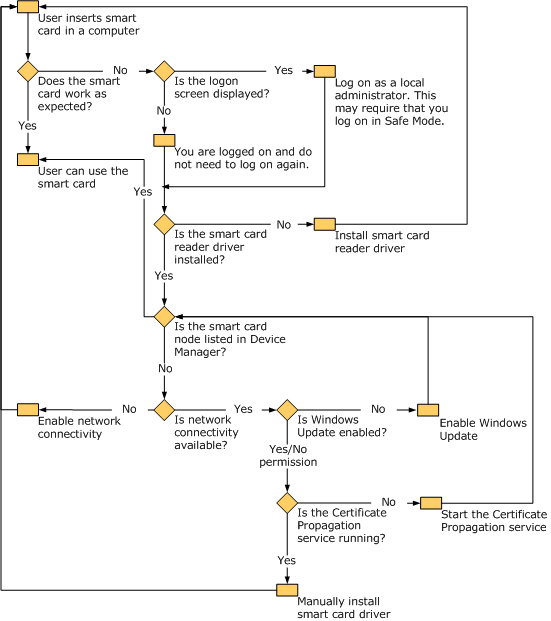 User inserts smart
card in a computer
Does the smart
card work as
expected?
No
Is the logon
screen displayed?
Yes
Log on as a local
administrator. This
may require that you
log on in Safe Mode.
No
Yes
You are logged on and do
not need to log on again.
User can use the
smart card
Yes
Is the smart card
reader driver
installed?
No
Install smart card
reader driver
Yes
Is the smart card
node listed in Device
Manager?
No
No
Enable network
connectivity
Is network
connectivity
available?
Yes
Is Windows
Update enabled?
No
Enable Windows
Update
Yes/No
permission
Is the Certificate
Propagation
service running?
No
Start the Certificate
Propagation service
Yes
Manually install
smart card driver